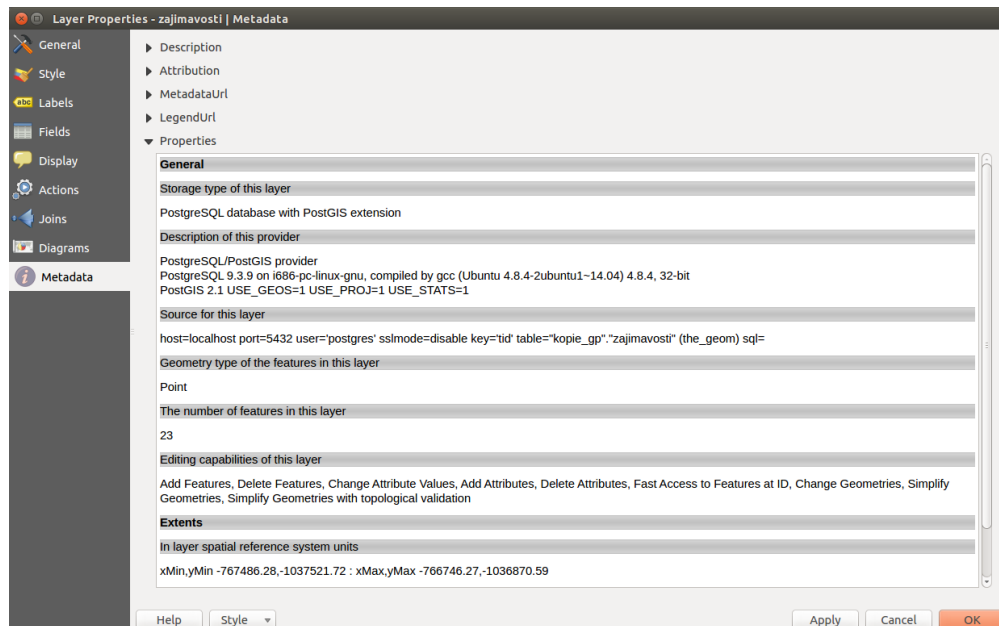 Layer Properties - zajimavosti | Metadata
General
Style
abc Labels
Fields
Display
Actions
Joins
Diagrams
i Metadata
Description
Attribution
MetadataUrl
LegendUrl
Properties
General
Storage type of this layer
PostgreSQL database with PostGIS extension
Description of this provider
PostgreSQL/PostGIS provider
PostgreSQL 9.3.9 on i686-pc-linux-gnu, compiled by gcc (Ubuntu 4.8.4-2ubuntu1~14.04) 4.8.4, 32-bit
PostGIS 2.1 USE_GEOS=1 USE_PROJ=1 USE_STATS=1
Source for this layer
host=localhost port=5432 user='postgres' sslmode=disable key='tid' table="kopie_gp"."zajimavosti" (the_geom) sql=
Geometry type of the features in this layer
Point
The number of features in this layer
23
Editing capabilities of this layer
Add Features, Delete Features, Change Attribute Values, Add Attributes, Delete Attributes, Fast Access to Features at ID, Change Geometries, Simplify
Geometries, Simplify Geometries with topological validation
Extents
In layer spatial reference system units
xMin,yMin -767486.28,-1037521.72 : xMax,yMax -766746.27,-1036870.59
Help
Style
Apply
Cancel
OK